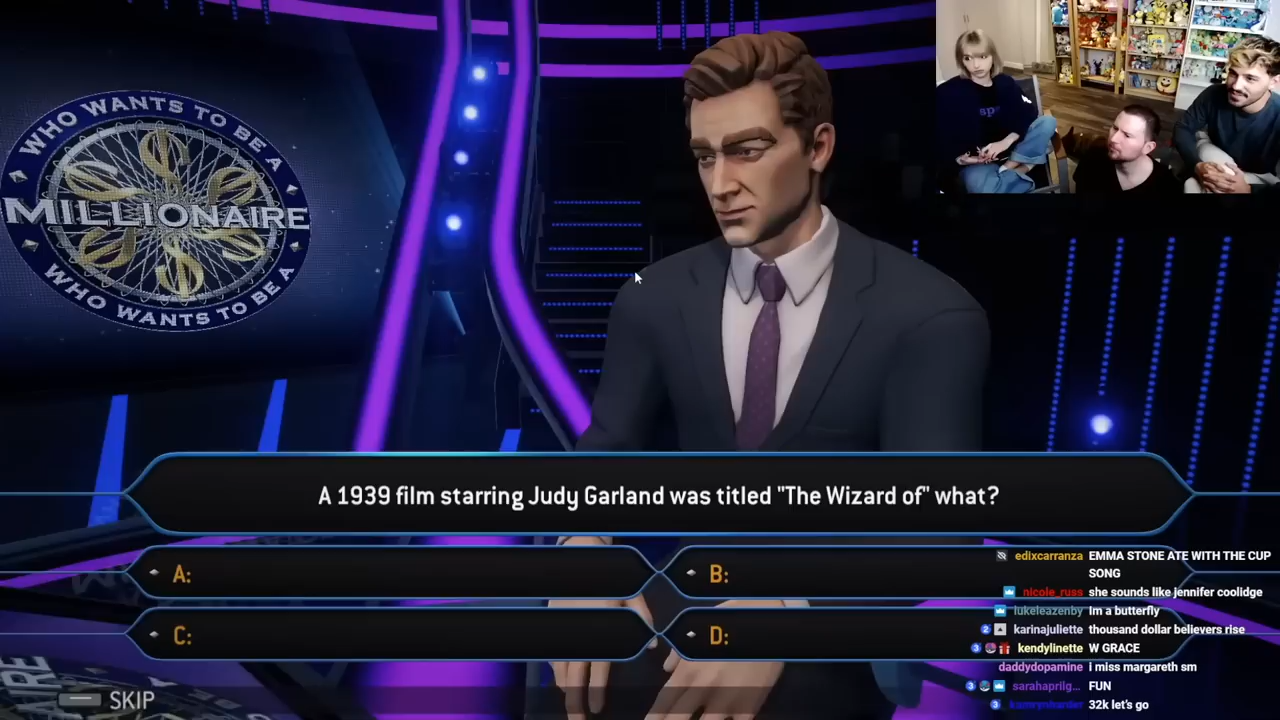 WHO WANTS TO BE A
MILLIONAIRE
WHO WANTS TO BE A
A 1939 film starring Judy Garland was titled "The Wizard of" what?
A:
B:
C:
D:
edixcarranza EMMA STONE ATE WITH THE CUP
SONG
nicole_russ she sounds like jennifer coolidge
lukeleazenby Im a butterfly
karinajuliette thousand dollar believers rise
kendylinette W GRACE
daddydopamine i miss margareth sm
sarahaprilg... FUN
32k let's go
SKIP